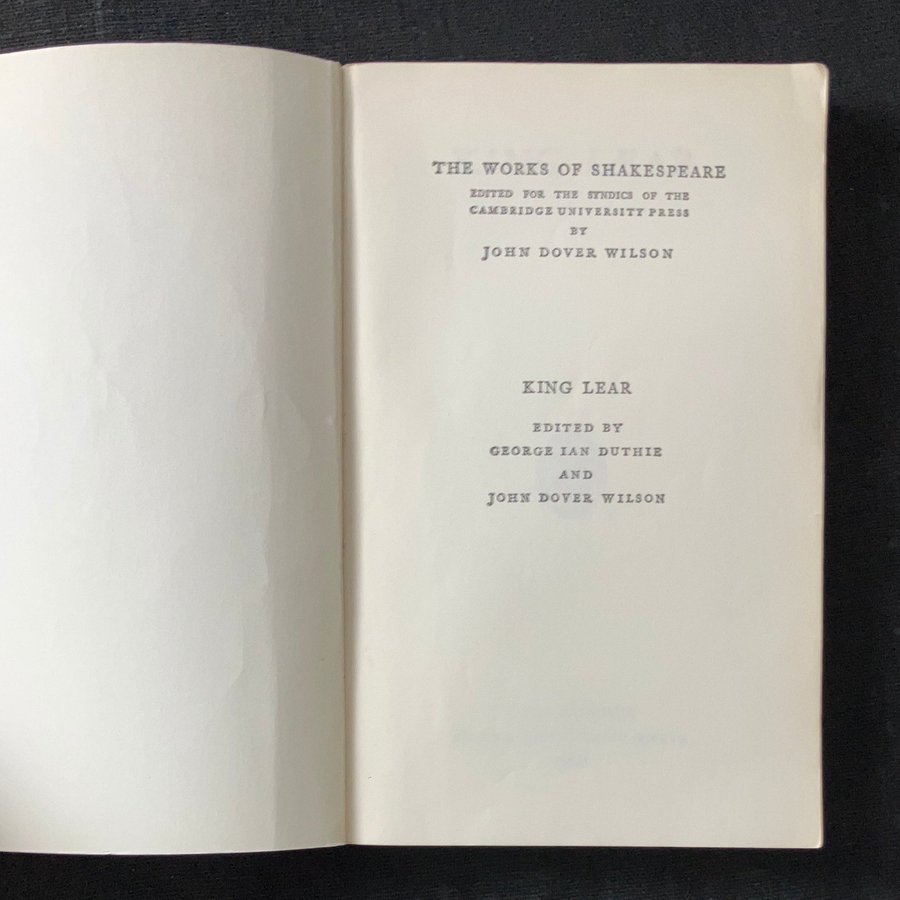 THE WORKS OF SHAKESPEARE
EDITED FOR THE SYNDICS OF THE
CAMBRIDGE UNIVERSITY PRESS
BY
JOHN DOVER WILSON
KING LEAR
EDITED BY
GEORGE IAN DUTHIE
AND
JOHN DOVER WILSON